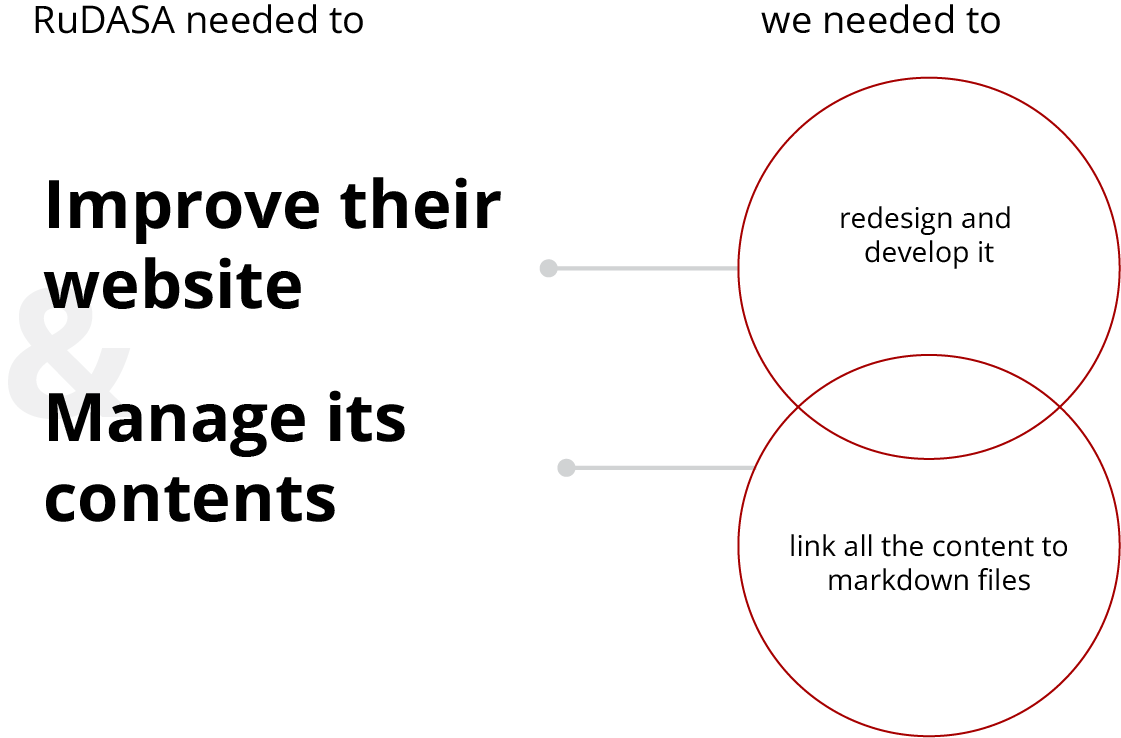 RuDASA needed to
we needed to
Improve their
website
redesign and
develop it
&
Manage its
contents
link all the content to
markdown files